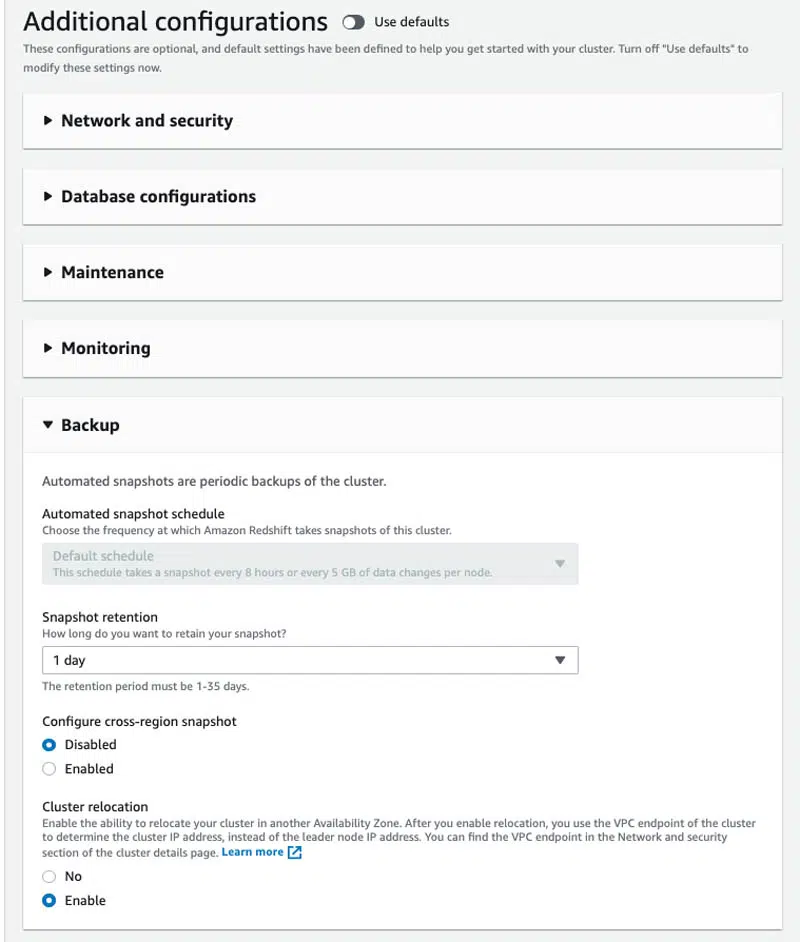 Additional configurations Use defaults
These configurations are optional, and default settings have been defined to help you get started with your cluster. Turn off "Use defaults" to
modify these settings now.
Network and security
Database configurations
Maintenance
Monitoring
Backup
Automated snapshots are periodic backups of the cluster.
Automated snapshot schedule
Choose the frequency at which Amazon Redshift takes snapshots of this cluster.
Default schedule
This schedule takes a snapshot every 8 hours or every 5 GB of data changes per node.
Snapshot retention
How long do you want to retain your snapshot?
1 day
The retention period must be 1-35 days.
Configure cross-region snapshot
Disabled
Enabled
Cluster relocation
Enable the ability to relocate your cluster in another Availability Zone. After you enable relocation, you use the VPC endpoint of the cluster
to determine the cluster IP address, instead of the leader node IP address. You can find the VPC endpoint in the Network and security
section of the cluster details page. Learn more
No
Enable